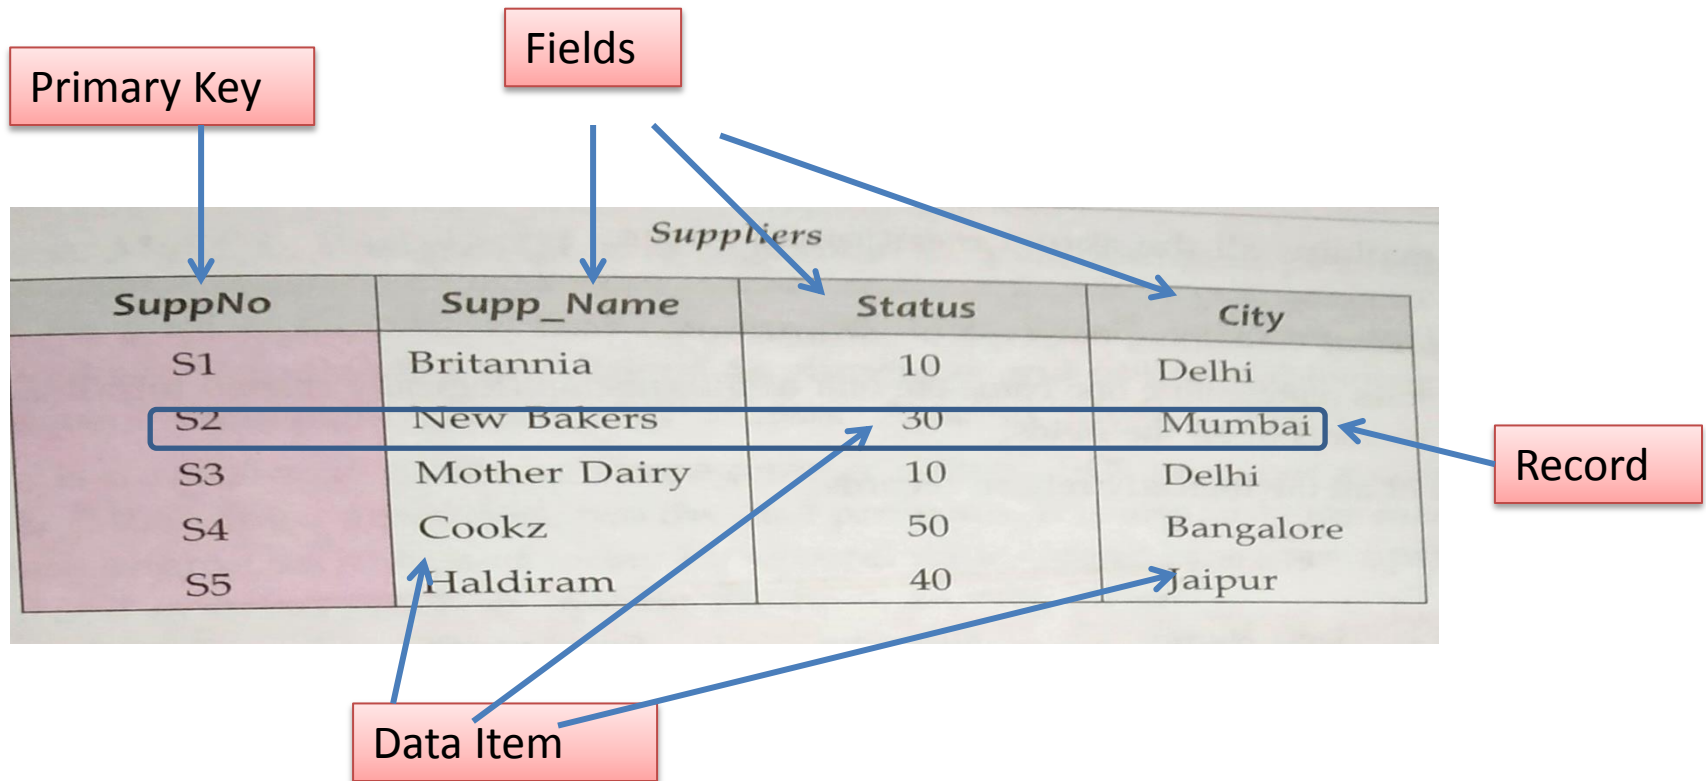 Fields
Primary Key
Suppliers
SuppNo Supp_Name Status City
S1 Britannia 10 Delhi
S2 New Bakers 30 Mumbai
S3 Mother Dairy 10 Delhi
S4 Cookz 50 Bangalore
S5 Haldiram 40 Jaipur
Record
Data Item